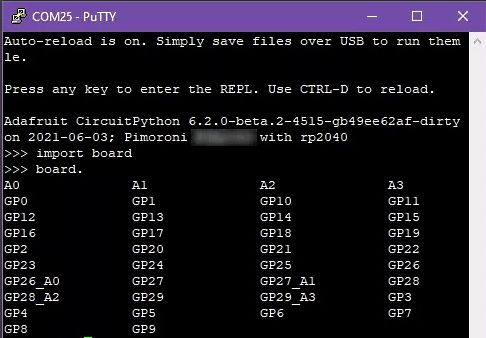 COM25 - PuTTY
Auto-reload is on. Simply save files over USB to run them
le.
Press any key to enter the REPL. Use CTRL-D to reload.
Adafruit CircuitPython 6.2.0-beta.2-4515-gb49ee62af-dirty
on 2021-06-03; Pimoroni with rp2040
>>> import board
>>> board.
A0 A1 A2 A3
GP0 GP1 GP10 GP11
GP12 GP13 GP14 GP15
GP16 GP17 GP18 GP19
GP2 GP20 GP21 GP22
GP23 GP24 GP25 GP26
GP26_A0 GP27 GP27_A1 GP28
GP28_A2 GP29 GP29_A3 GP3
GP4 GP5 GP6 GP7
GP8 GP9